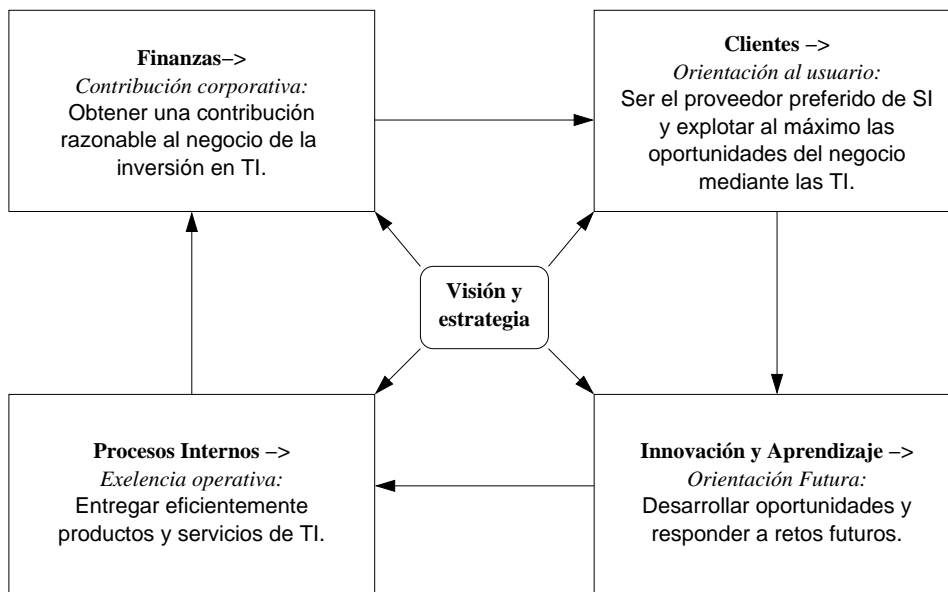 Finanzas−>
Contribución corporativa:
Obtener una contribución
razonable al negocio de la
inversión en TI.
Clientes −>
Orientación al usuario:
Ser el proveedor preferido de SI
y explotar al máximo las
oportunidades del negocio
mediante las TI.
Visión y
estrategia
Procesos Internos −>
Exelencia operativa:
Entregar eficientemente
productos y servicios de TI.
Innovación y Aprendizaje −>
Orientación Futura:
Desarrollar oportunidades y
responder a retos futuros.